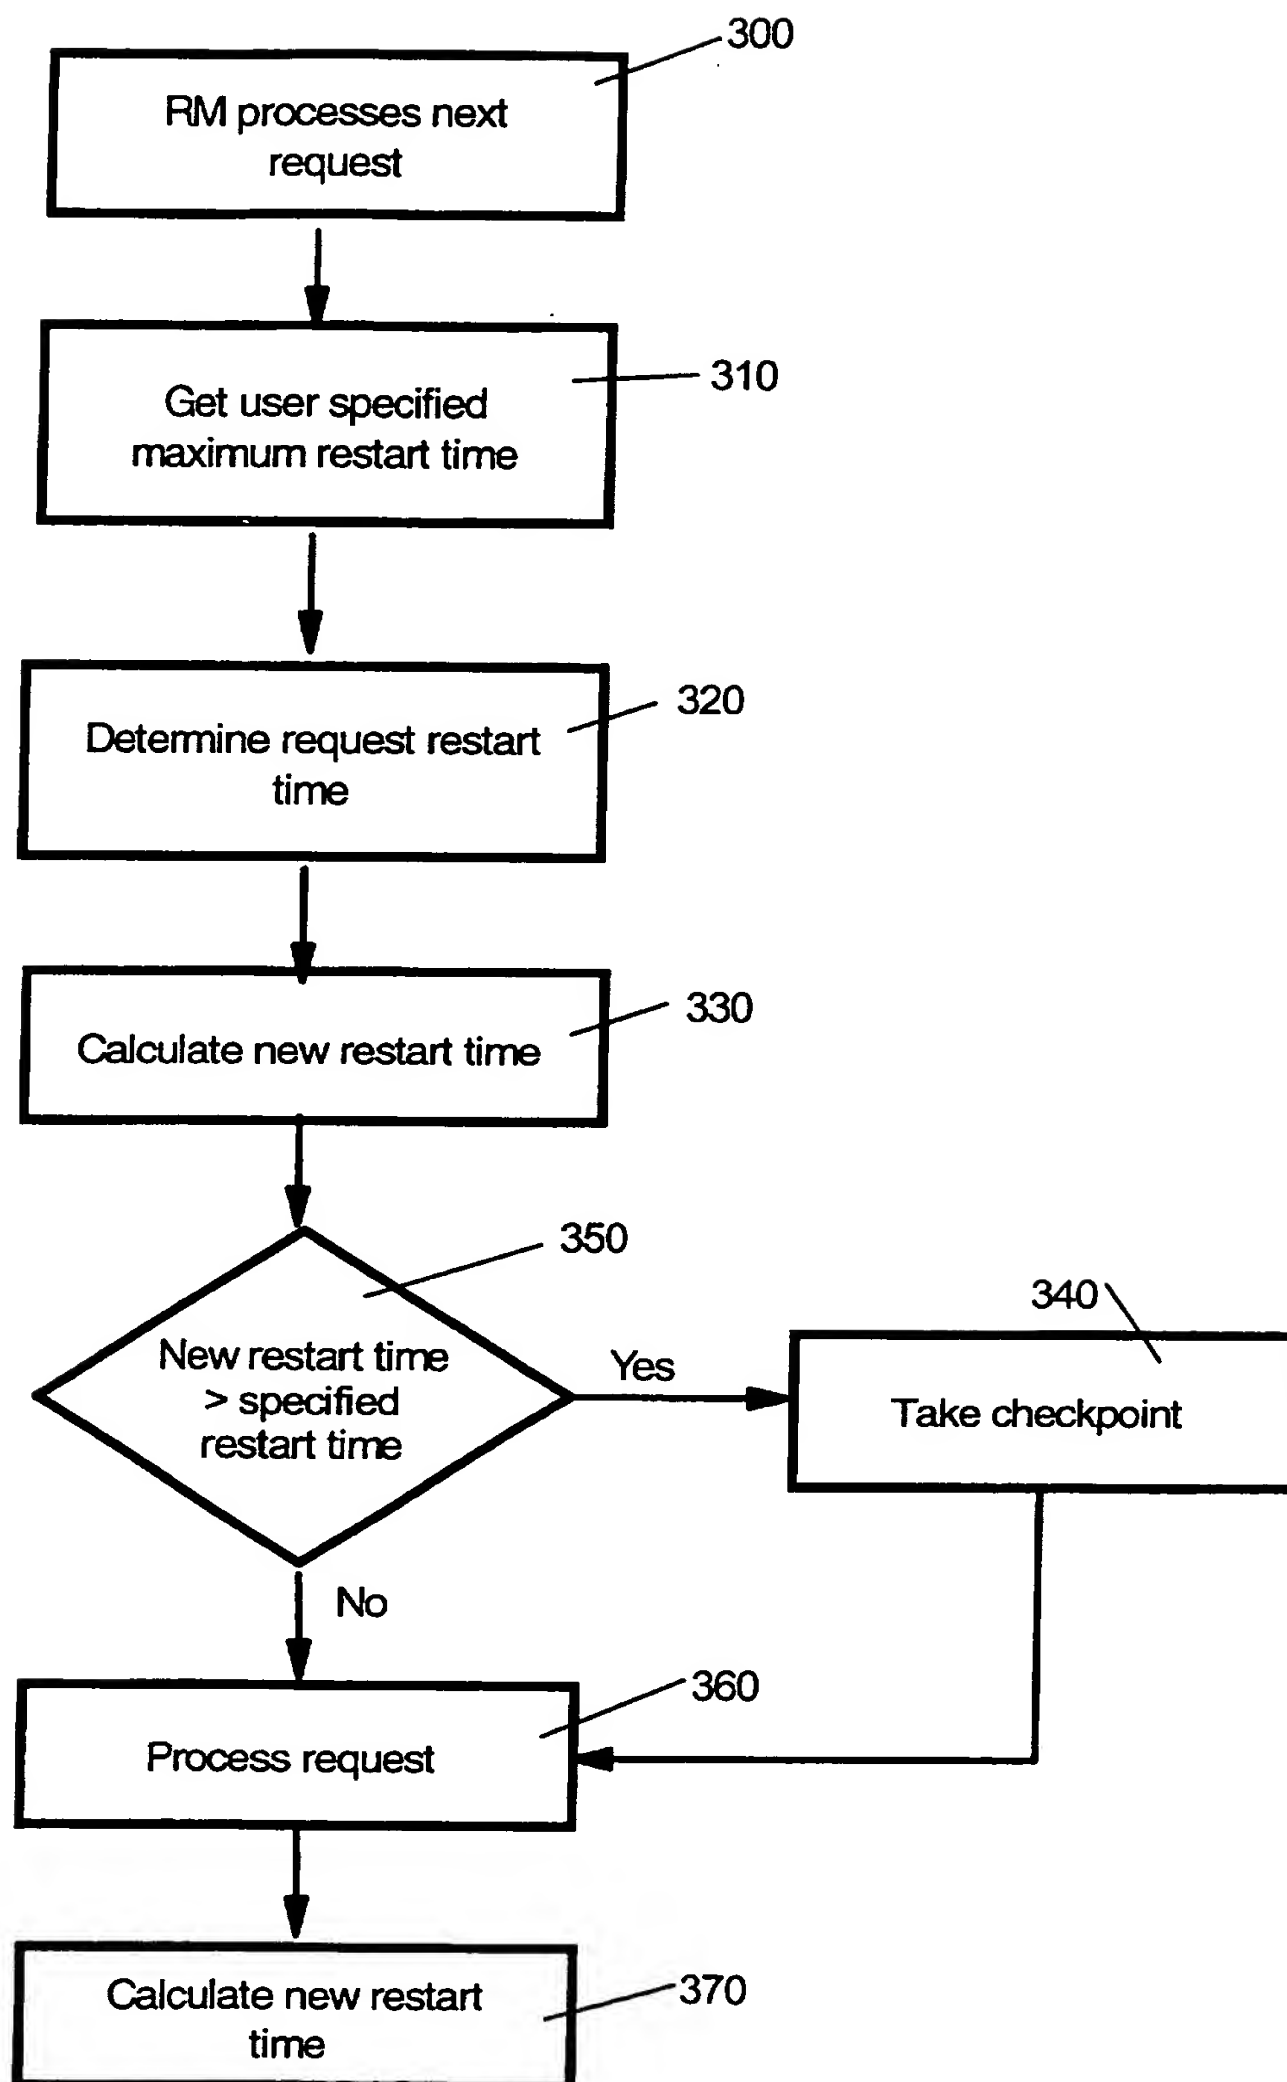 300
RM processes next
request
310
Get user specified
maximum restart time
320
Determine request restart
time
330
Calculate new restart time
350
New restart time
> specified
restart time
Yes
340
Take checkpoint
No
360
Process request
370
Calculate new restart
time